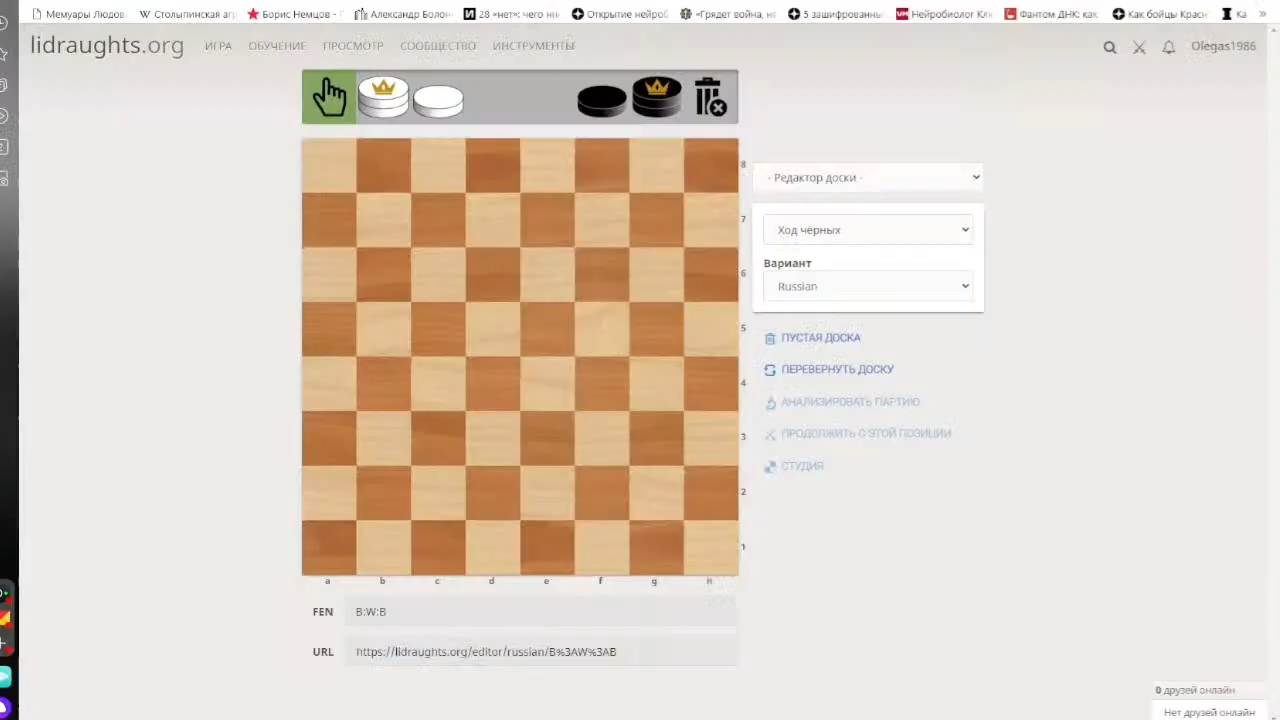 Мемуары Людов
Столыпинская агр
Борис Немцов - Г
Александр Болон
28 «нет»: чего ни
Открытие нейроб
«Грядет война, но
5 зашифрованны
Нейробиолог Кл
Фантом ДНК: как
Как бойцы Красн
Ка
lidraughts.org ИГРА ОБУЧЕНИЕ ПРОСМОТР СООБЩЕСТВО ИНСТРУМЕНТЫ Olegas1986
8
- Редактор доски -
7
Ход чёрных
Вариант
6
Russian
5
ПУСТАЯ ДОСКА
ПЕРЕВЕРНУТЬ ДОСКУ
4
АНАЛИЗИРОВАТЬ ПАРТИЮ
3
ПРОДОЛЖИТЬ С ЭТОЙ ПОЗИЦИИ
СТУДИЯ
2
1
a b c d e f g h
FEN B:W:B
URL https://lidraughts.org/editor/russian/B%3AW%3AB
0 друзей онлайн
Нет друзей онлайн